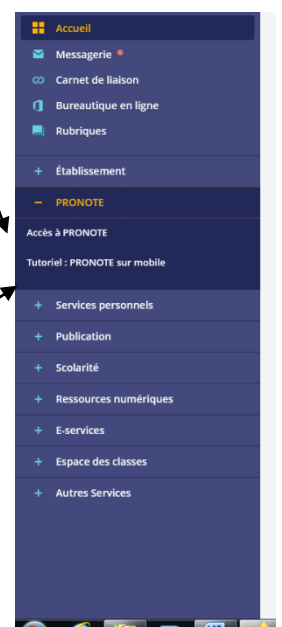 Accueil
Messagerie
Carnet de liaison
Bureautique en ligne
Rubriques
+ Établissement
− PRONOTE
Accès à PRONOTE
Tutoriel : PRONOTE sur mobile
+ Services personnels
+ Publication
+ Scolarité
+ Ressources numériques
+ E-services
+ Espace des classes
+ Autres Services